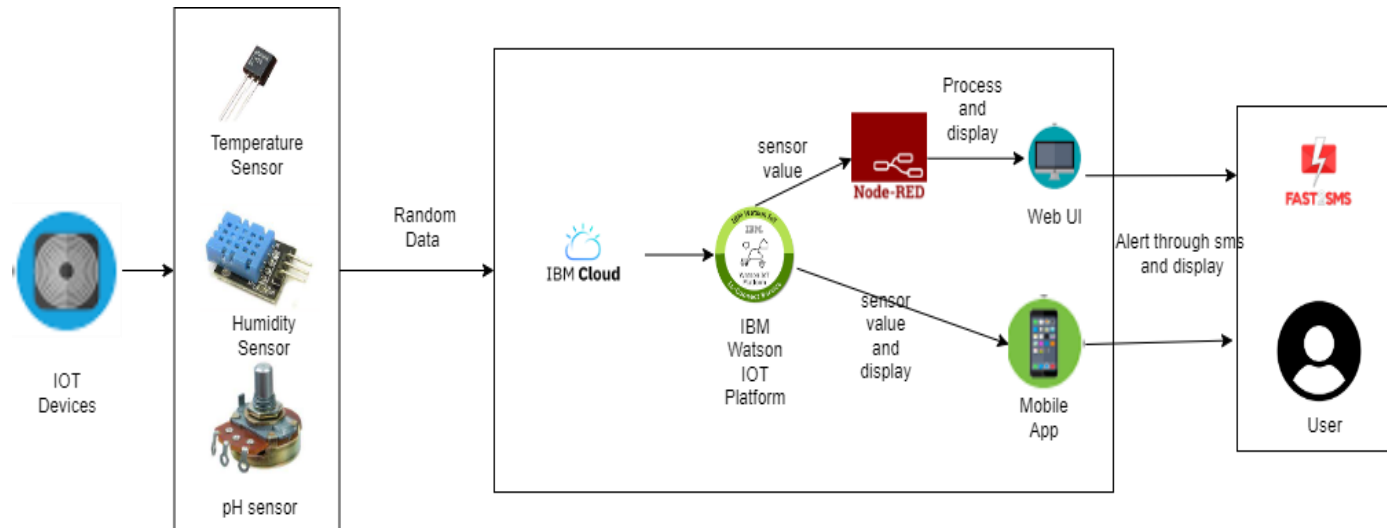 IOT
Devices
Temperature
Sensor
Humidity
Sensor
pH sensor
Random
Data
IBM Cloud
IBM
IBM
Watson
IOT
Platform
sensor
value
Node-RED
Process
and
display
Web UI
sensor
value
and
display
Mobile
App
Alert through sms
and display
FAST2SMS
User